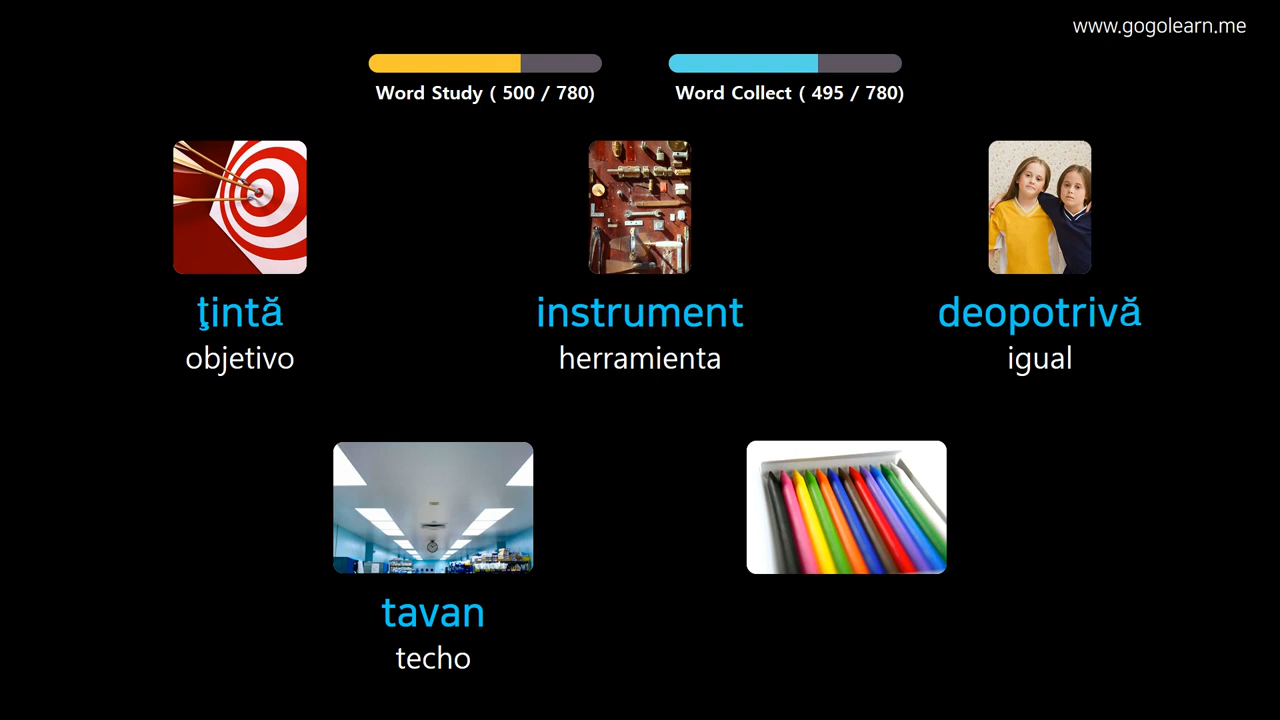 www.gogolearn.me
Word Study ( 500 / 780)
Word Collect ( 495 / 780)
ţintă
objetivo
instrument
herramienta
deopotrivă
igual
tavan
techo